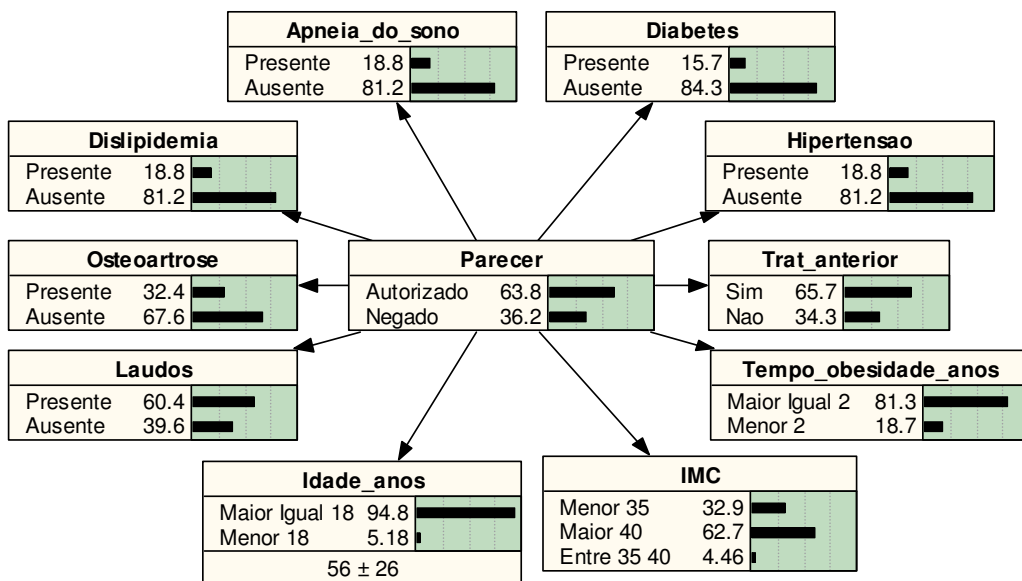 Apneia_do_sono
Presente 18.8
Ausente 81.2
Diabetes
Presente 15.7
Ausente 84.3
Dislipidemia
Presente 18.8
Ausente 81.2
Hipertensao
Presente 18.8
Ausente 81.2
Osteoartrose
Presente 32.4
Ausente 67.6
Parecer
Autorizado 63.8
Negado 36.2
Trat_anterior
Sim 65.7
Nao 34.3
Laudos
Presente 60.4
Ausente 39.6
Tempo_obesidade_anos
Maior Igual 2 81.3
Menor 2 18.7
Idade_anos
Maior Igual 18 94.8
Menor 18 5.18
56 ± 26
IMC
Menor 35 32.9
Maior 40 62.7
Entre 35 40 4.46